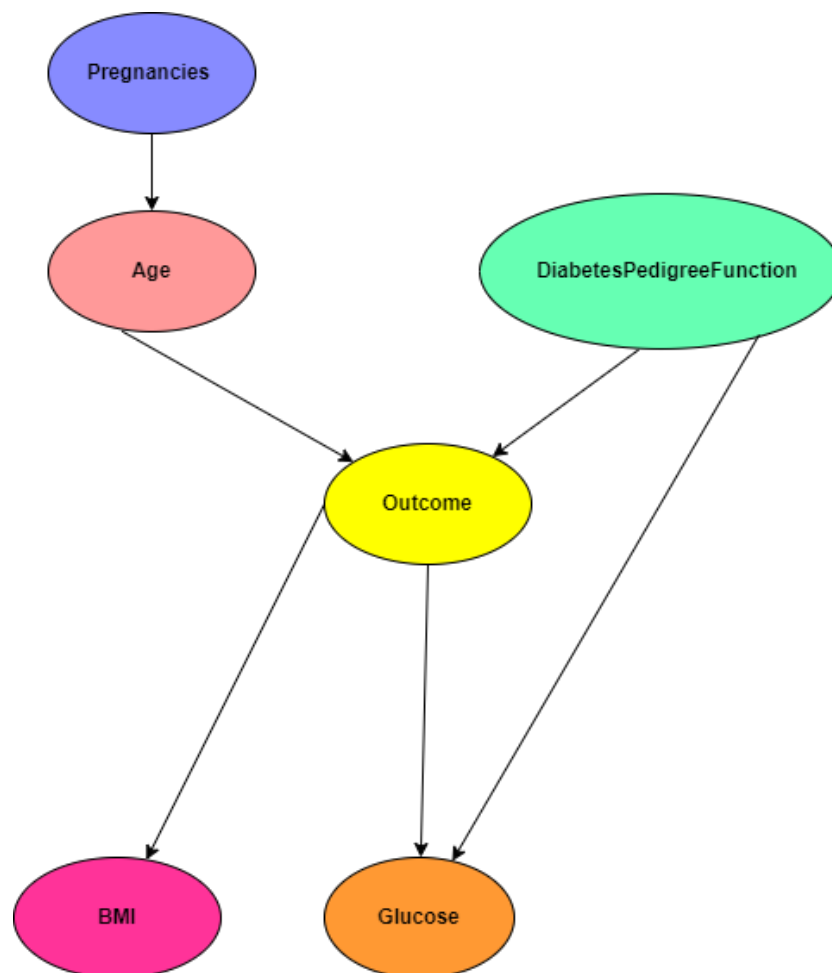 Pregnancies
Age
DiabetesPedigreeFunction
Outcome
BMI
Glucose